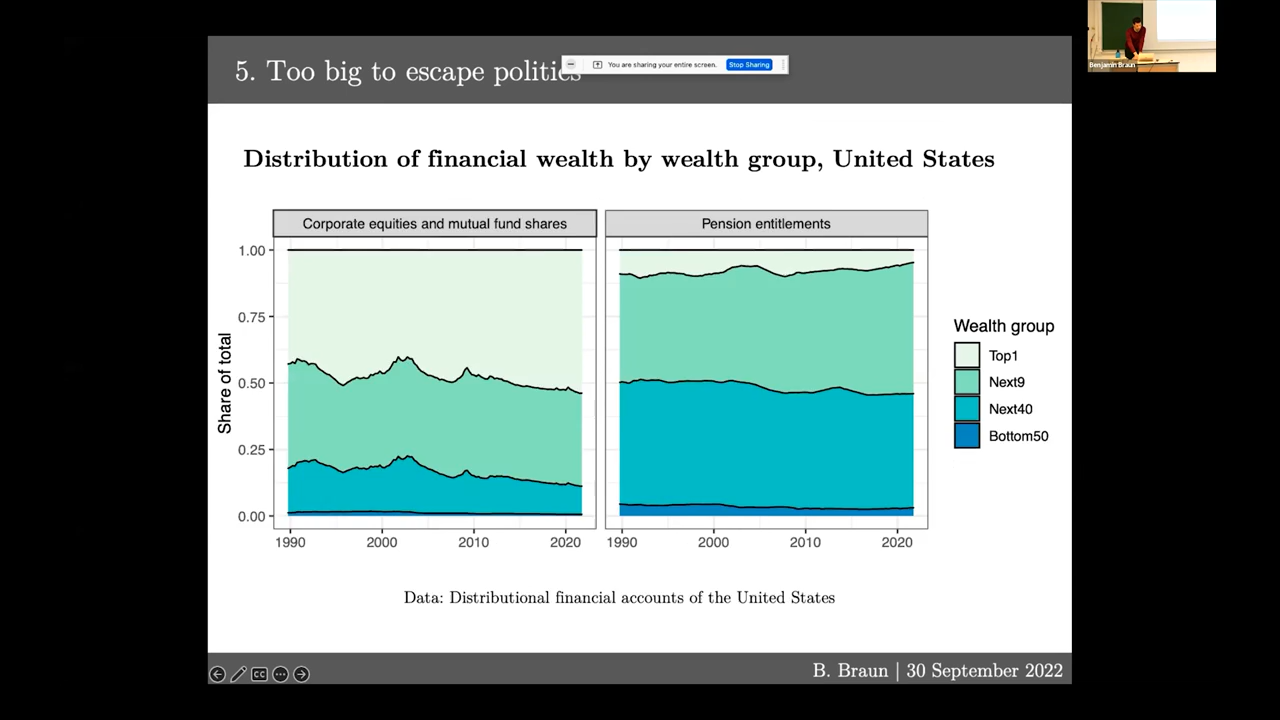 5. Too big to escape politics
You are sharing your entire screen.
Stop Sharing
Benjamin Braun
Distribution of financial wealth by wealth group, United States
Corporate equities and mutual fund shares
Pension entitlements
Share of total
1.00
0.75
0.50
0.25
0.00
1990
2000
2010
2020
1990
2000
2010
2020
Wealth group
Top1
Next9
Next40
Bottom50
Data: Distributional financial accounts of the United States
CC
B. Braun | 30 September 2022